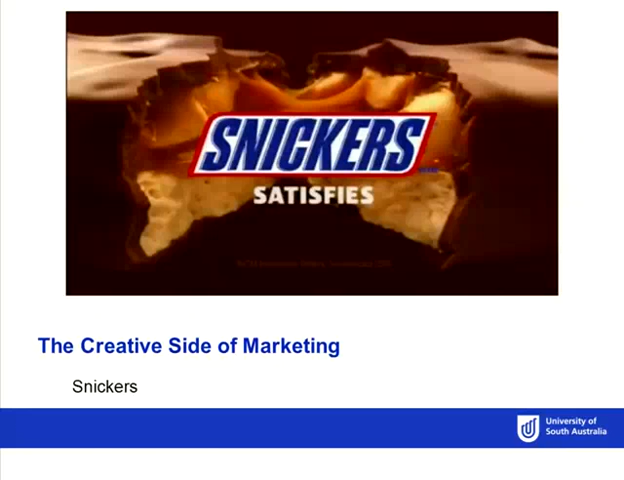 SNICKERS
SATISFIES
The Creative Side of Marketing
Snickers
University of
South Australia